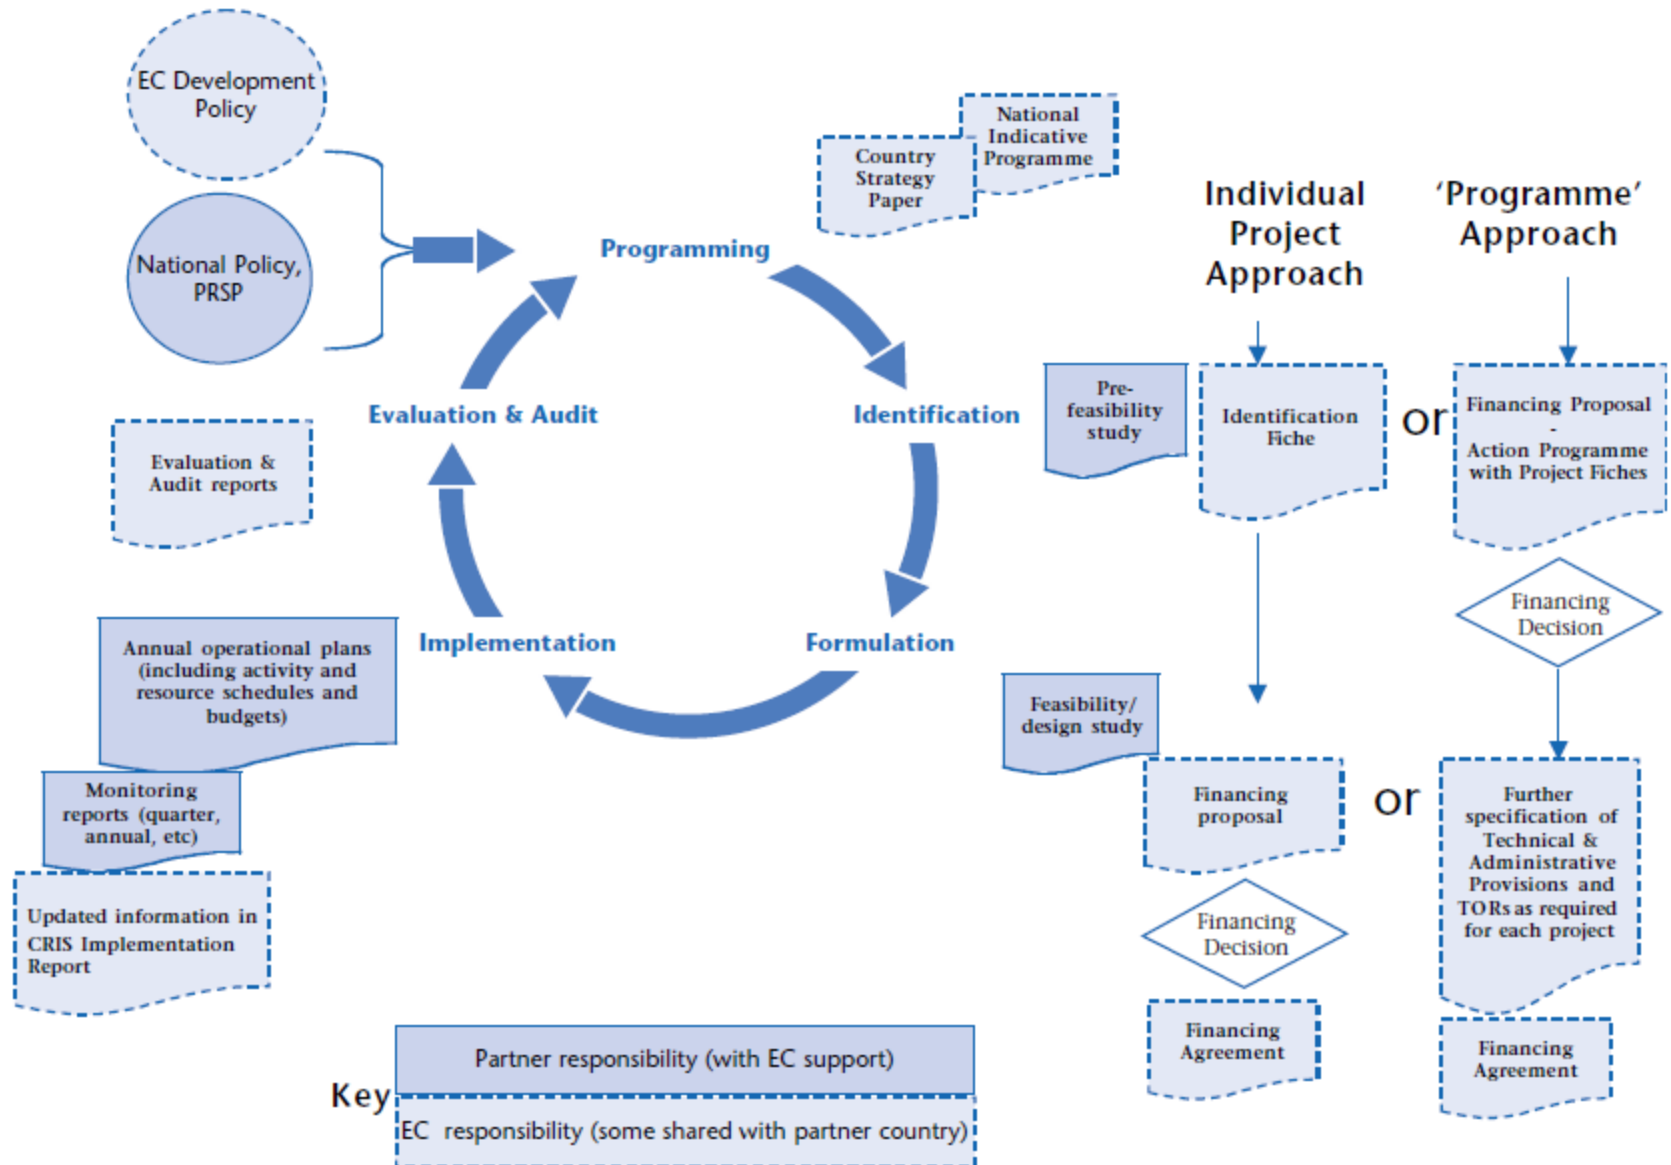 EC Development
Policy
National Policy,
PRSP
National
Indicative
Programme
Country
Strategy
Paper
Programming
Identification
Formulation
Implementation
Evaluation & Audit
Evaluation &
Audit reports
Annual operational plans
(including activity and
resource schedules and
budgets)
Monitoring
reports (quarter,
annual, etc)
Updated information in
CRIS Implementation
Report
Individual
Project
Approach
'Programme'
Approach
Pre-
feasibility
study
Identification
Fiche
or
Financing Proposal
-
Action Programme
with Project Fiches
Financing
Decision
Feasibility/
design study
Financing
proposal
or
Further
specification of
Technical &
Administrative
Provisions and
TORs as required
for each project
Financing
Decision
Financing
Agreement
Financing
Agreement
Key
Partner responsibility (with EC support)
EC responsibility (some shared with partner country)